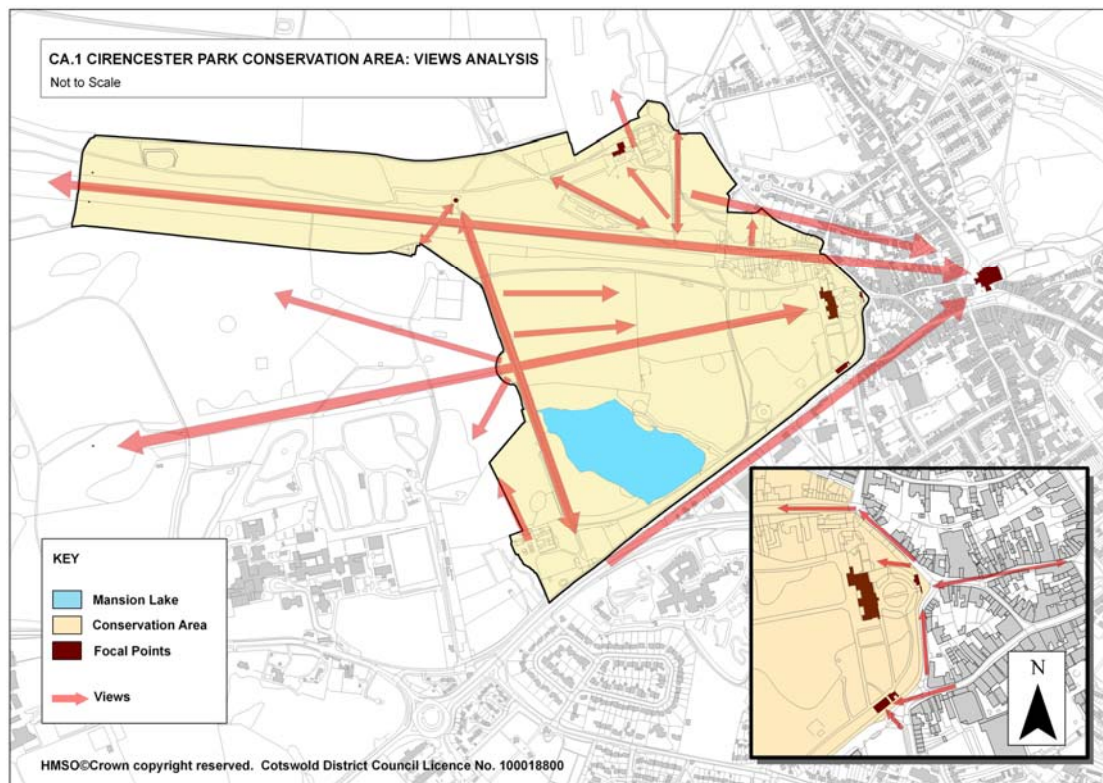 CA.1 CIRENCESTER PARK CONSERVATION AREA: VIEWS ANALYSIS
Not to Scale
KEY
Mansion Lake
Conservation Area
Focal Points
Views
N
HMSO©Crown copyright reserved. Cotswold District Council Licence No. 100018800